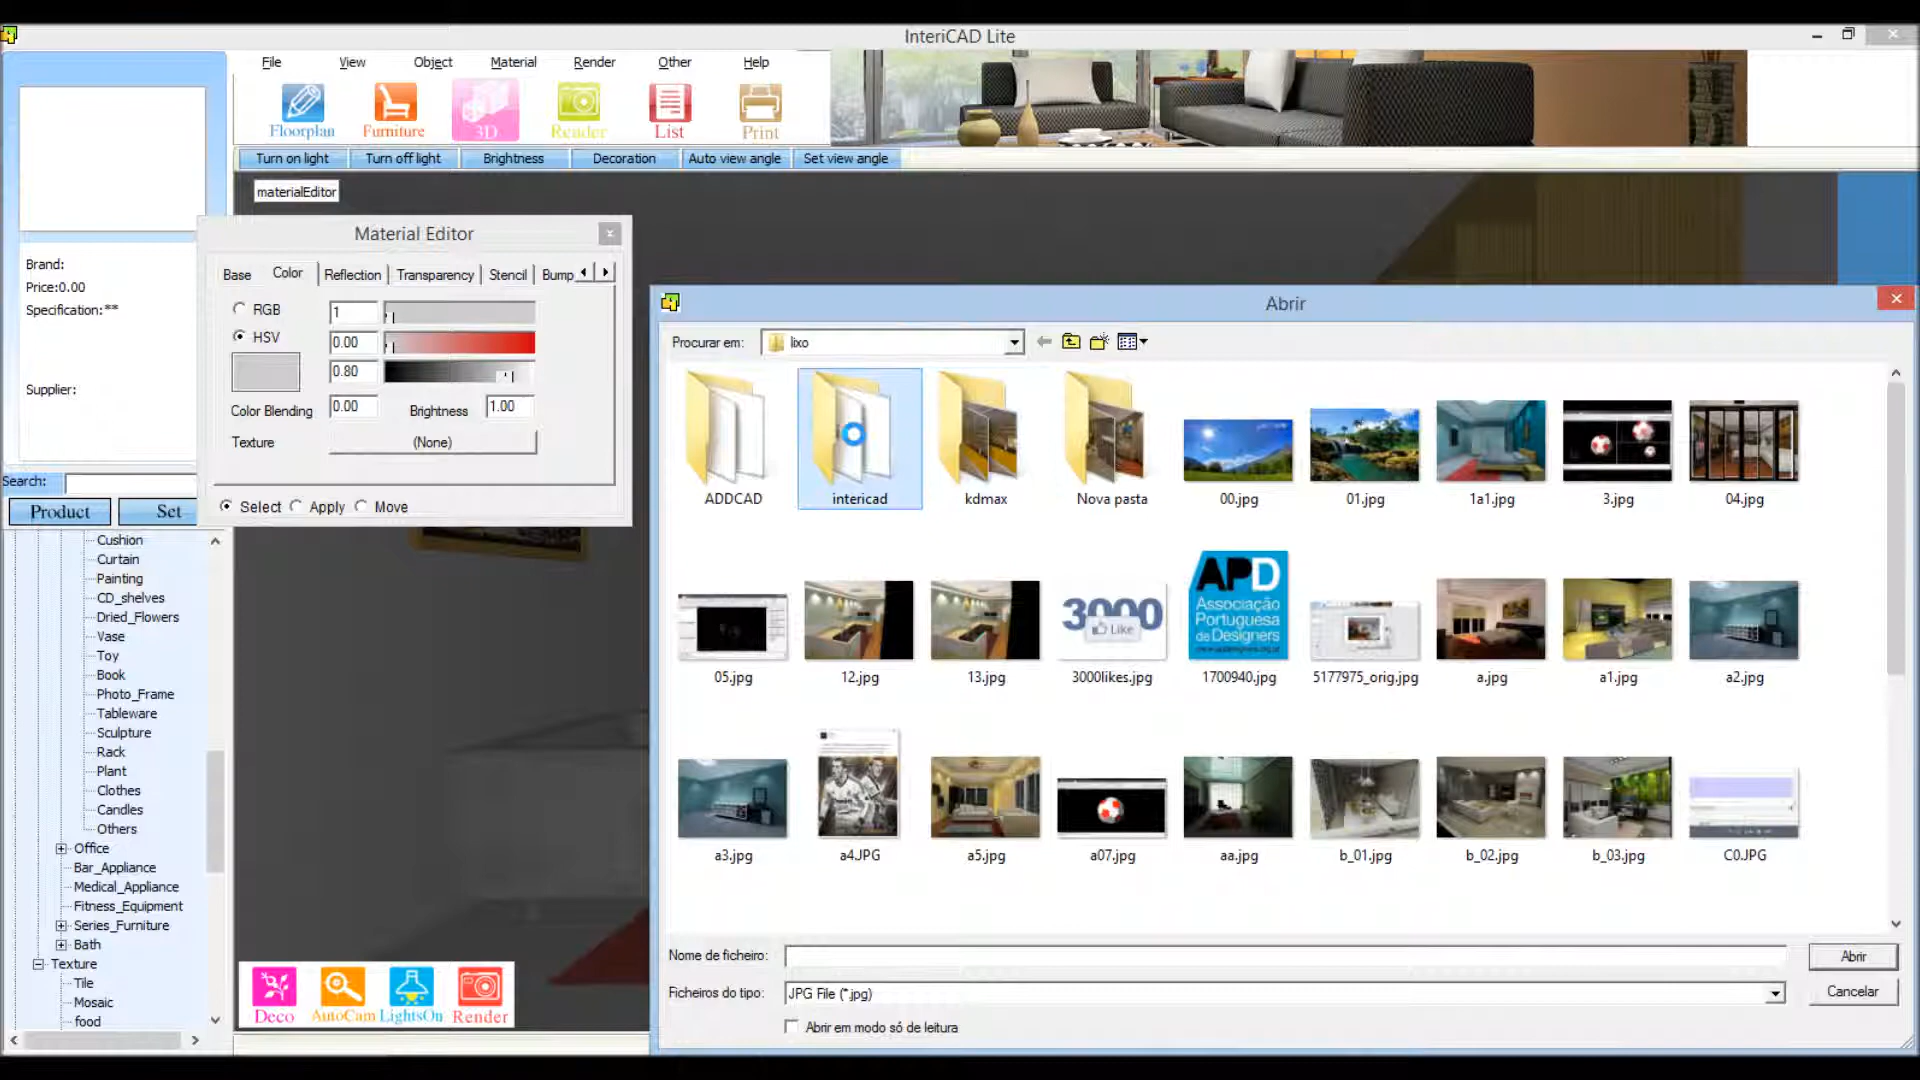 InteriCAD Lite
File View Object Material Render Other Help
Floorplan Furniture 3D Render List Print
Turn on light Turn off light Brightness Decoration Auto view angle Set view angle
materialEditor
Material Editor
Base Color Reflection Transparency Stencil Bump
RGB 1
HSV 0.00
0.80
Color Blending 0.00 Brightness 1.00
Texture (None)
Select Apply Move
Brand:
Price:0.00
Specification:**
Supplier:
Search:
Product Set
Cushion
Curtain
Painting
CD_shelves
Dried_Flowers
Vase
Toy
Book
Photo_Frame
Tableware
Sculpture
Rack
Plant
Clothes
Candles
Others
Office
Bar_Appliance
Medical_Appliance
Fitness_Equipment
Series_Furniture
Bath
Texture
Tile
Mosaic
food
Deco AutoCam LightsOn Render
Abrir
Procurar em: lixo
ADDCAD intericad kdmax Nova pasta 00.jpg 01.jpg 1a1.jpg 3.jpg 04.jpg
3000
Like
APD
Associação
Portuguesa
de Designers
05.jpg 12.jpg 13.jpg 3000likes.jpg 1700940.jpg 5177975_orig.jpg a.jpg a1.jpg a2.jpg
a3.jpg a4.JPG a5.jpg a07.jpg aa.jpg b_01.jpg b_02.jpg b_03.jpg C0.JPG
Nome de ficheiro: Abrir
Ficheiros do tipo: JPG File (*.jpg) Cancelar
Abrir em modo só de leitura